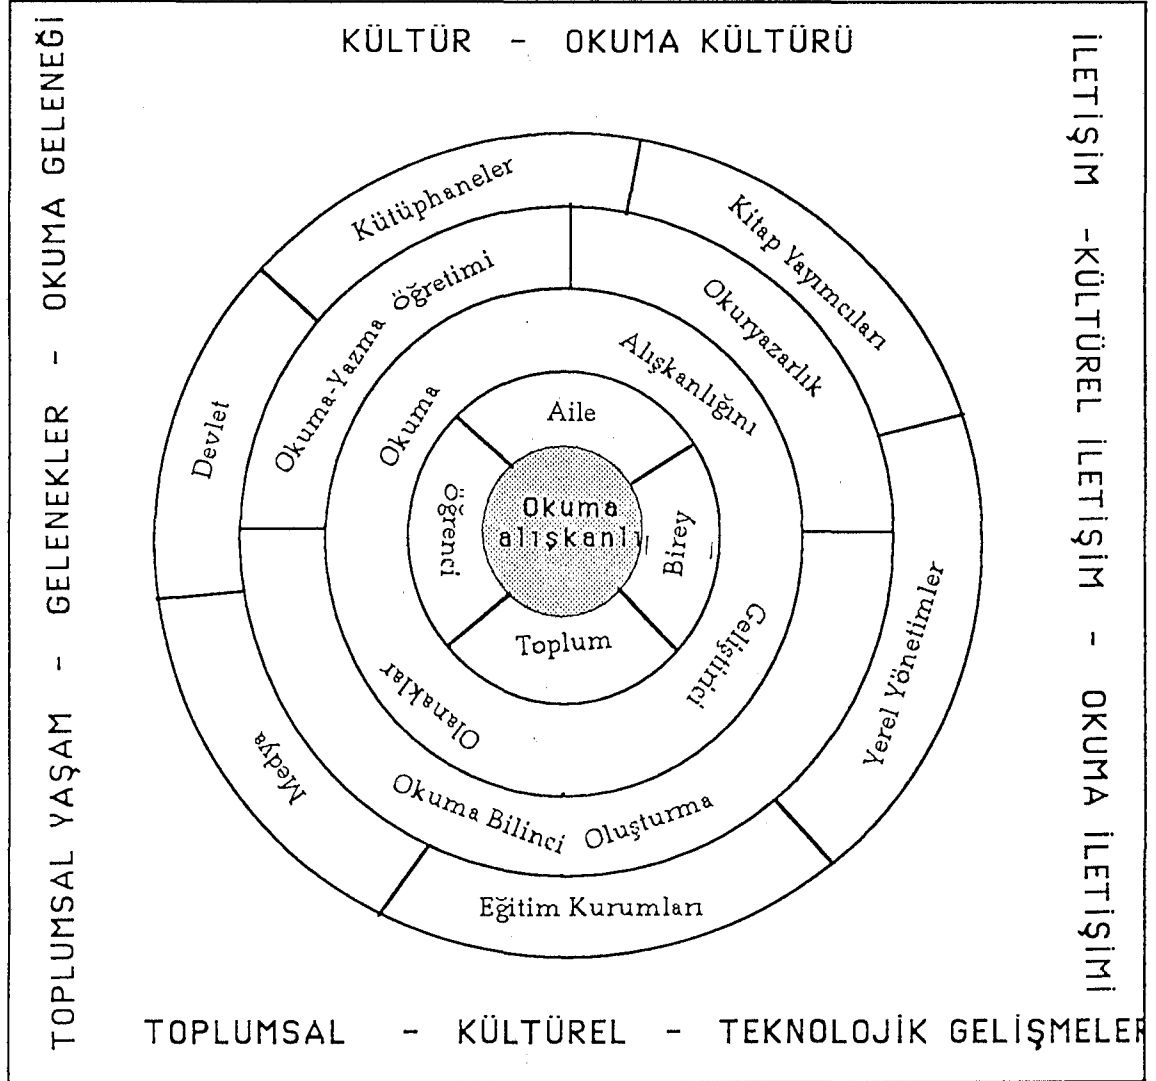 KÜLTÜR - OKUMA KÜLTÜRÜ
TOPLUMSAL YAŞAM - GELENEKLER - OKUMA GELENEĞİ
İLETİŞİM -KÜLTÜREL İLETİŞİM - OKUMA İLETİŞİMİ
Kütüphaneler
Kitap Yayımcıları
Yerel Yönetimler
Eğitim Kurumları
Medya
Devlet
Okuma-Yazma Öğretimi
Okuryazarlık
Okuma Bilinci Oluşturma
Okuma Alışkanlığını Geliştirici Olanaklar
Aile
Birey
Toplum
Öğrenci
Okuma
alışkanlı
TOPLUMSAL - KÜLTÜREL - TEKNOLOJİK GELİŞMELER